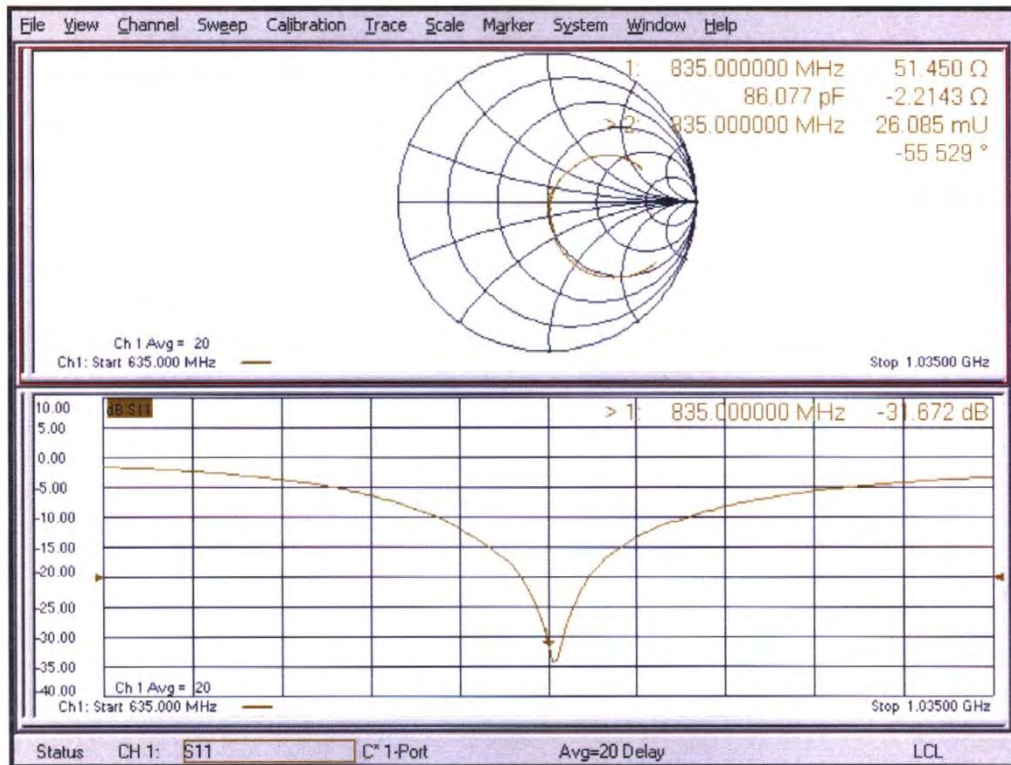 File View Channel Sweep Calibration Trace Scale Marker System Window Help
1: 835.000000 MHz 51.450 Ω
86.077 pF -2.2143 Ω
> 2: 835.000000 MHz 26.085 mU
-55.529 °
Ch 1 Avg = 20
Ch1: Start 635.000 MHz Stop 1.03500 GHz
10.00 dB S11 > 1: 835.000000 MHz -31.672 dB
5.00
0.00
-5.00
-10.00
-15.00
-20.00
-25.00
-30.00
-35.00
-40.00
Ch 1 Avg = 20
Ch1: Start 635.000 MHz Stop 1.03500 GHz
Status CH 1: S11 C* 1-Port Avg=20 Delay LCL